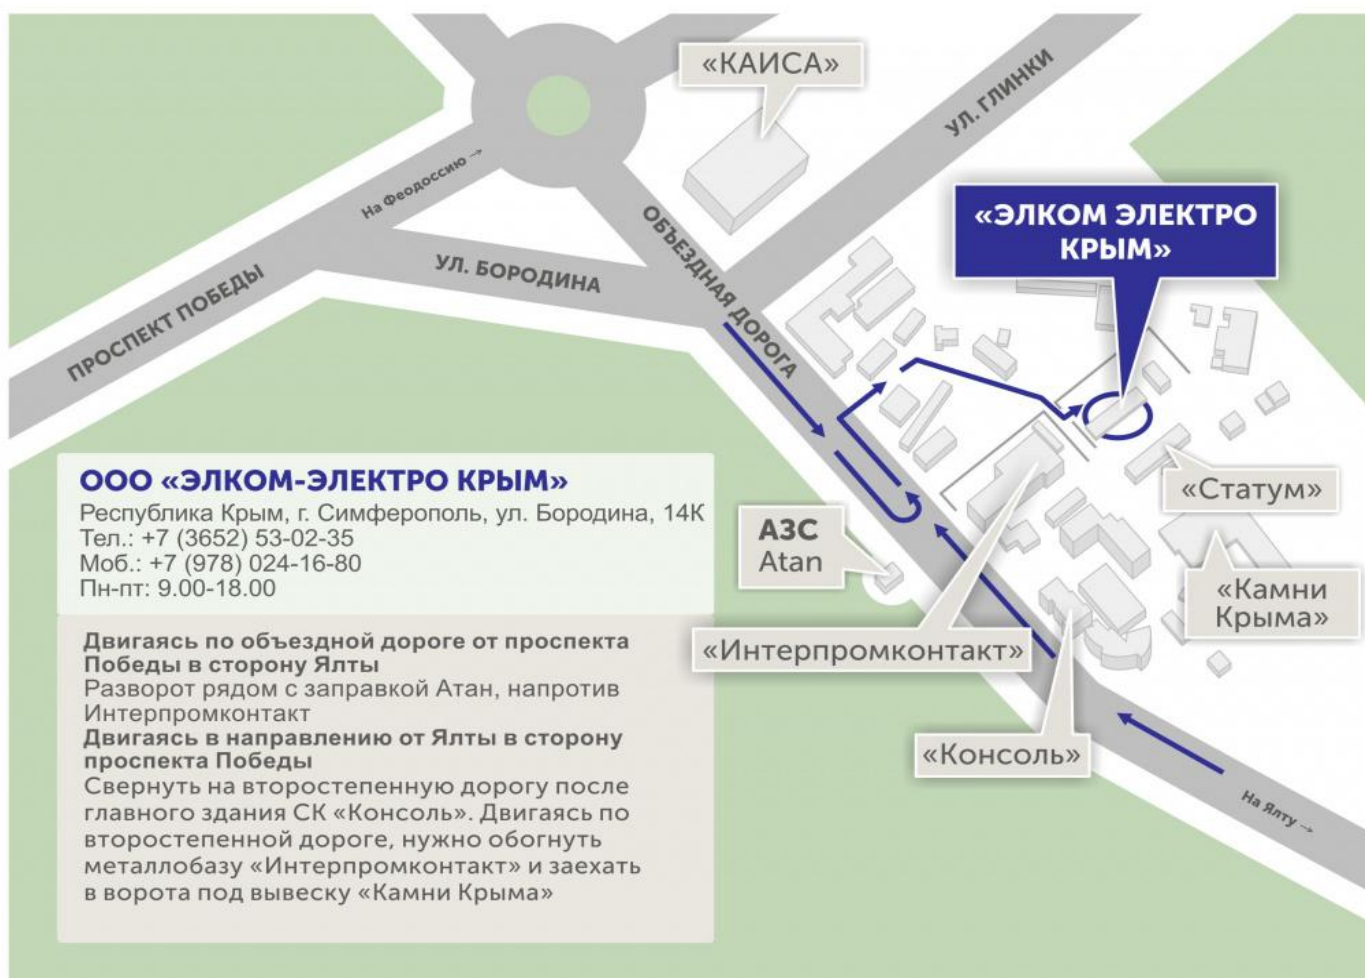 «КАИСА»
УЛ. ГЛИНКИ
На Феодоссию →
«ЭЛКОМ ЭЛЕКТРО
КРЫМ»
ОБЪЕЗДНАЯ ДОРОГА
УЛ. БОРОДИНА
ПРОСПЕКТ ПОБЕДЫ
ООО «ЭЛКОМ-ЭЛЕКТРО КРЫМ»
Республика Крым, г. Симферополь, ул. Бородина, 14К
Тел.: +7 (3652) 53-02-35
Моб.: +7 (978) 024-16-80
Пн-пт: 9.00-18.00
Двигаясь по объездной дороге от проспекта
Победы в сторону Ялты
Разворот рядом с заправкой Атан, напротив
Интерпромконтакт
Двигаясь в направлению от Ялты в сторону
проспекта Победы
Свернуть на второстепенную дорогу после
главного здания СК «Консоль». Двигаясь по
второстепенной дороге, нужно обогнуть
металлобазу «Интерпромконтакт» и заехать
в ворота под вывеску «Камни Крыма»
«Статум»
АЗС
Atan
«Камни
Крыма»
«Интерпромконтакт»
«Консоль»
На Ялту →